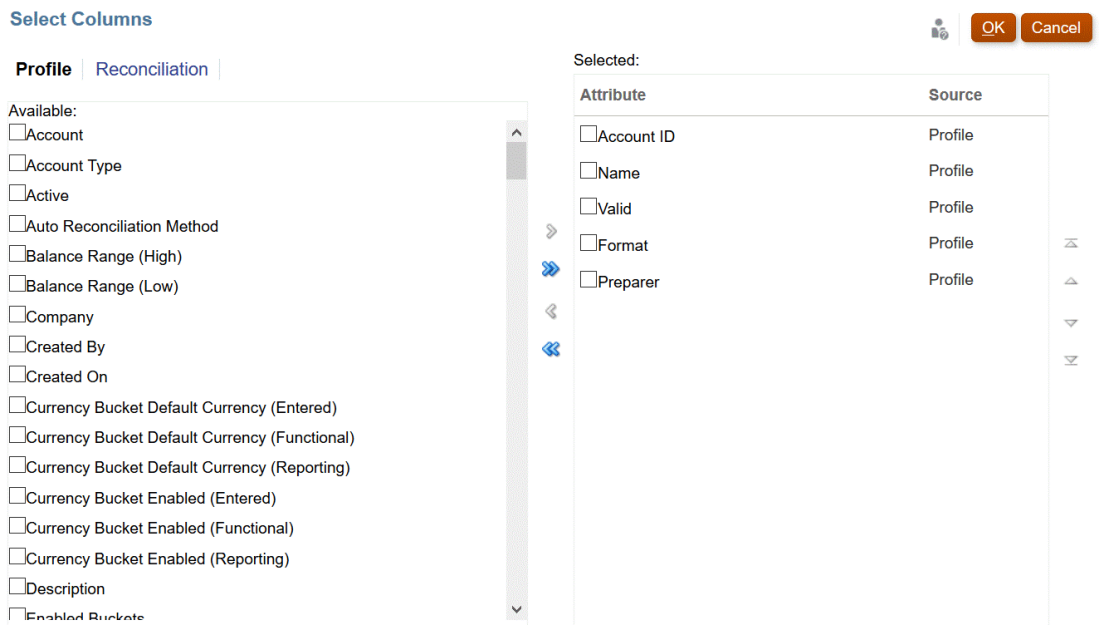 Select Columns
OK
Cancel
Profile
Reconciliation
Available:
Account
Account Type
Active
Auto Reconciliation Method
Balance Range (High)
Balance Range (Low)
Company
Created By
Created On
Currency Bucket Default Currency (Entered)
Currency Bucket Default Currency (Functional)
Currency Bucket Default Currency (Reporting)
Currency Bucket Enabled (Entered)
Currency Bucket Enabled (Functional)
Currency Bucket Enabled (Reporting)
Description
Enabled Buckets
Selected:
Attribute Source
Account ID Profile
Name Profile
Valid Profile
Format Profile
Preparer Profile